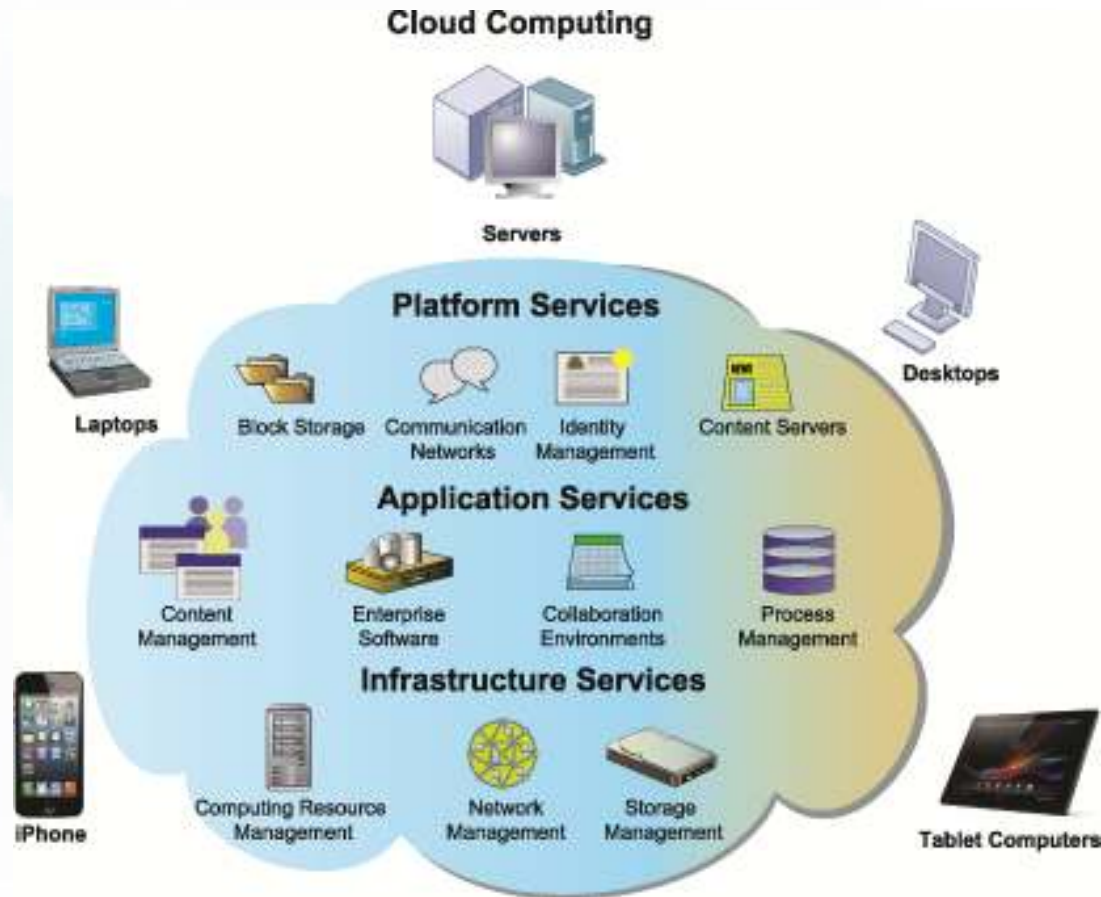 Cloud Computing
Servers
Laptops
Desktops
Platform Services
Block Storage
Communication
Networks
Identity
Management
Content Servers
Application Services
Content
Management
Enterprise
Software
Collaboration
Environments
Process
Management
Infrastructure Services
Computing Resource
Management
Network
Management
Storage
Management
iPhone
Tablet Computers